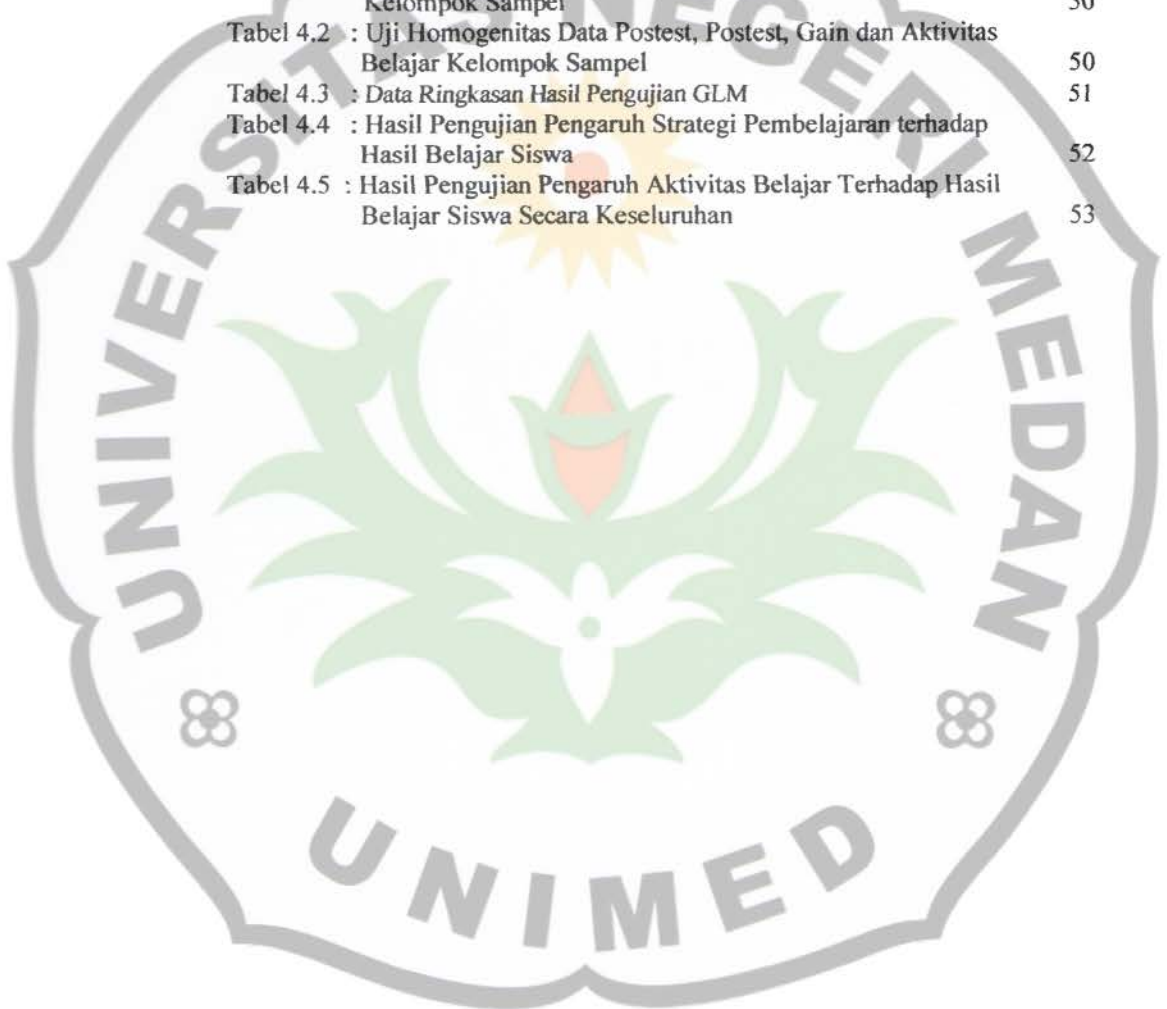 Kelompok Sampel 50
Tabel 4.2 : Uji Homogenitas Data Postest, Postest, Gain dan Aktivitas
Belajar Kelompok Sampel 50
Tabel 4.3 : Data Ringkasan Hasil Pengujian GLM 51
Tabel 4.4 : Hasil Pengujian Pengaruh Strategi Pembelajaran terhadap
Hasil Belajar Siswa 52
Tabel 4.5 : Hasil Pengujian Pengaruh Aktivitas Belajar Terhadap Hasil
Belajar Siswa Secara Keseluruhan 53
UNIVERSITAS NEGERI MEDAN
UNIMED